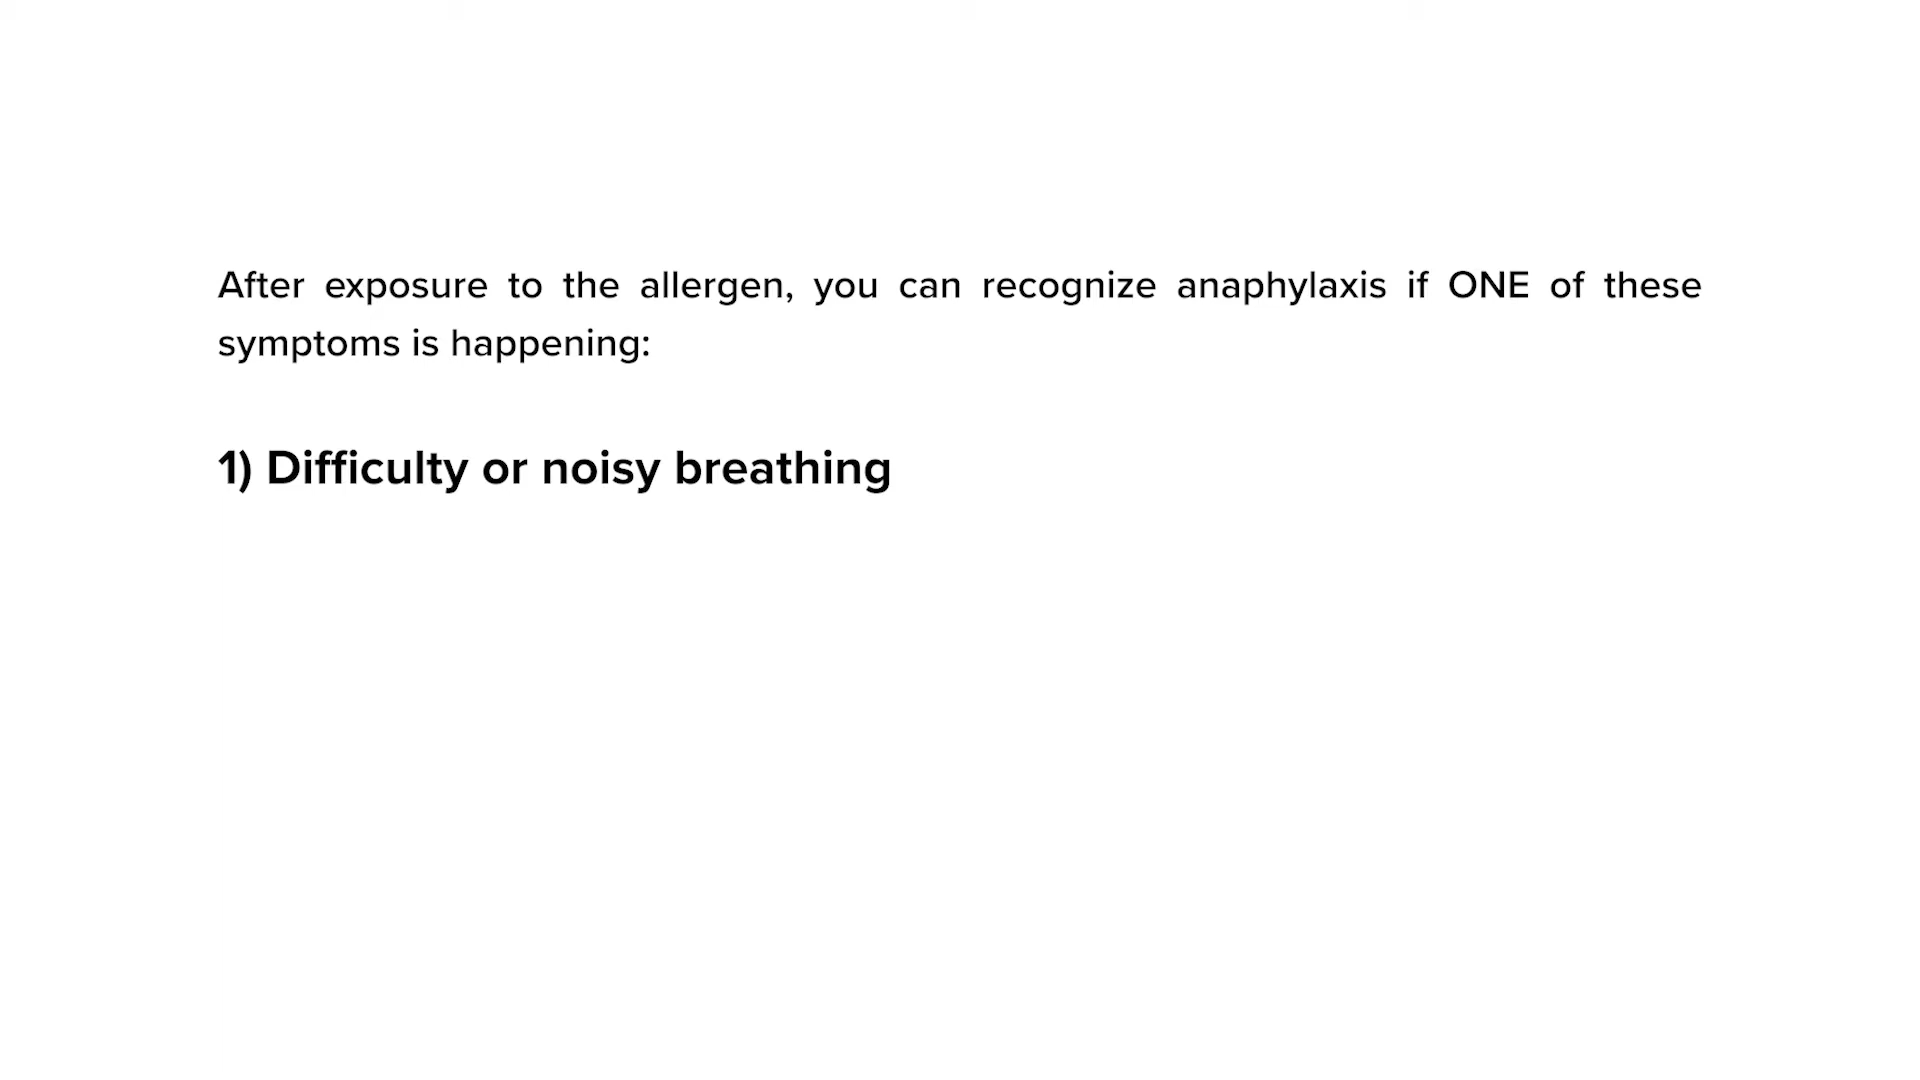 After exposure to the allergen, you can recognize anaphylaxis if ONE of these
symptoms is happening:
1) Difficulty or noisy breathing